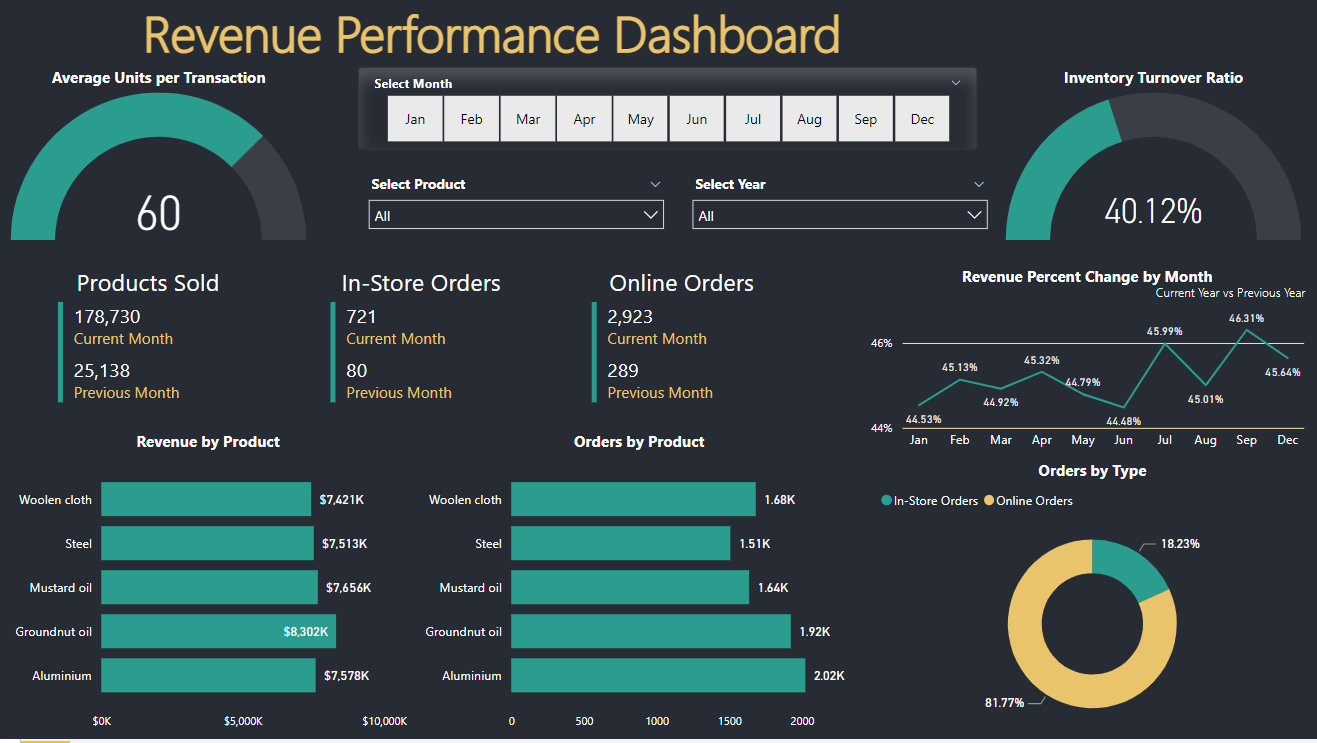 Revenue Performance Dashboard
Average Units per Transaction
60
Select Month
Jan Feb Mar Apr May Jun Jul Aug Sep Dec
Select Product
All
Select Year
All
Inventory Turnover Ratio
40.12%
Products Sold
178,730
Current Month
25,138
Previous Month
In-Store Orders
721
Current Month
80
Previous Month
Online Orders
2,923
Current Month
289
Previous Month
Revenue Percent Change by Month
Current Year vs Previous Year
46%
44%
44.53%
45.13%
44.92%
45.32%
44.79%
44.48%
45.99%
45.01%
46.31%
45.64%
Jan Feb Mar Apr May Jun Jul Aug Sep Dec
Revenue by Product
Woolen cloth $7,421K
Steel $7,513K
Mustard oil $7,656K
Groundnut oil $8,302K
Aluminium $7,578K
$0K $5,000K $10,000K
Orders by Product
Woolen cloth 1.68K
Steel 1.51K
Mustard oil 1.64K
Groundnut oil 1.92K
Aluminium 2.02K
0 500 1000 1500 2000
Orders by Type
In-Store Orders Online Orders
18.23%
81.77%